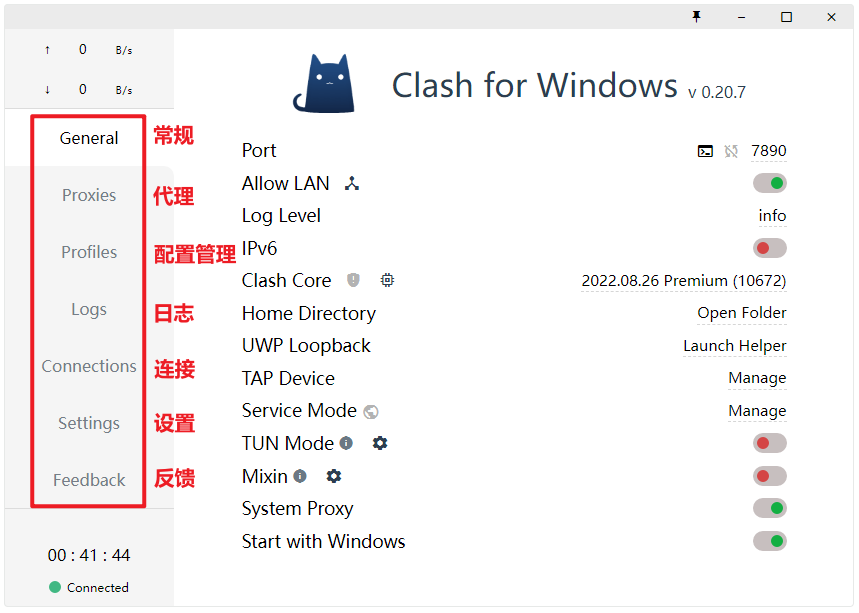 ↑ 0 B/s
↓ 0 B/s
Clash for Windows v 0.20.7
General 常规
Proxies 代理
Profiles 配置管理
Logs 日志
Connections 连接
Settings 设置
Feedback 反馈
00 : 41 : 44
Connected
Port 7890
Allow LAN
Log Level info
IPv6
Clash Core 2022.08.26 Premium (10672)
Home Directory Open Folder
UWP Loopback Launch Helper
TAP Device Manage
Service Mode Manage
TUN Mode
Mixin
System Proxy
Start with Windows